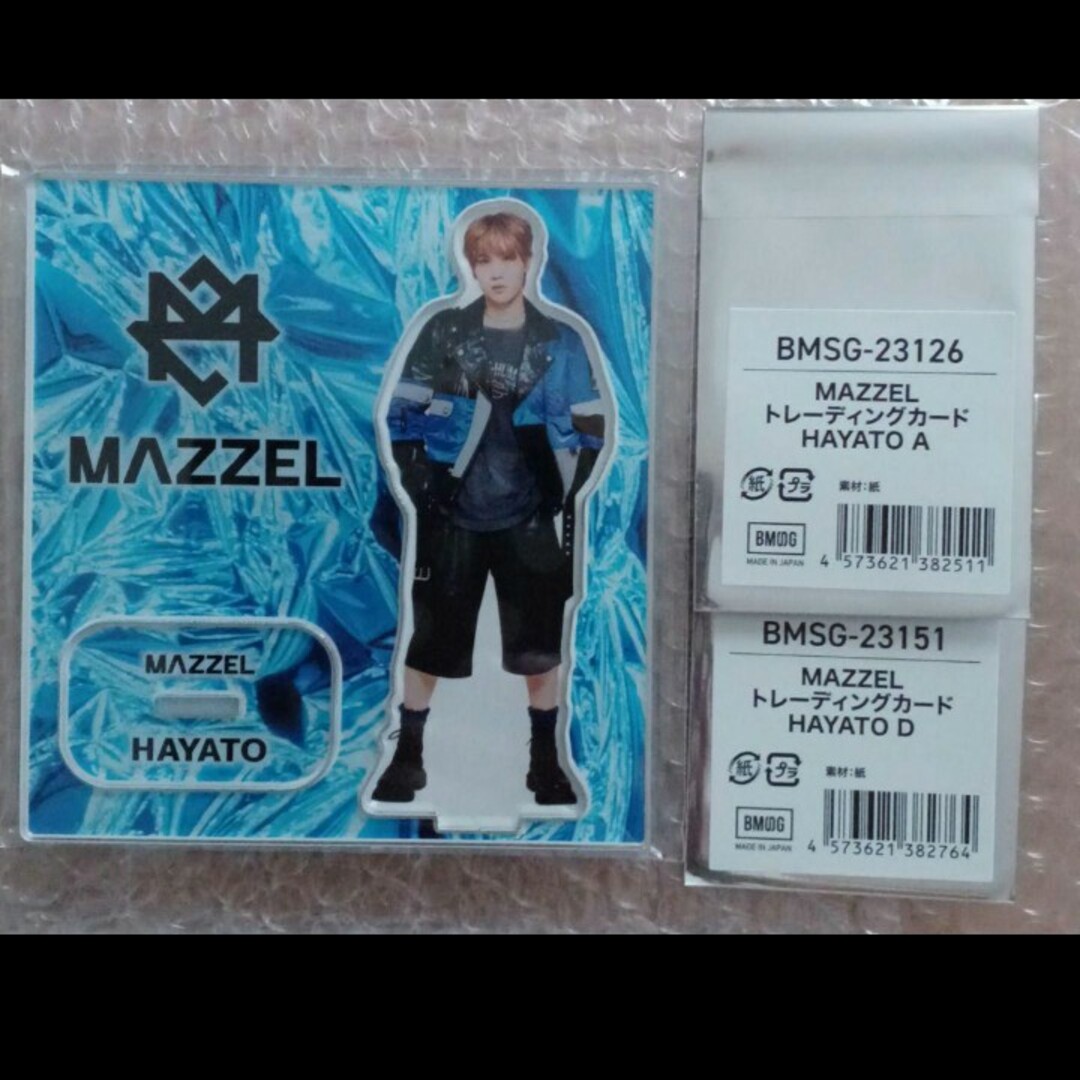 MAZZEL
MAZZEL
HAYATO
BMSG-23126
MAZZEL
トレーディングカード
HAYATO A
紙 プラ 素材:紙
BMSG
MADE IN JAPAN
4 573621 382511
BMSG-23151
MAZZEL
トレーディングカード
HAYATO D
紙 プラ 素材:紙
BMSG
MADE IN JAPAN
4 573621 382764